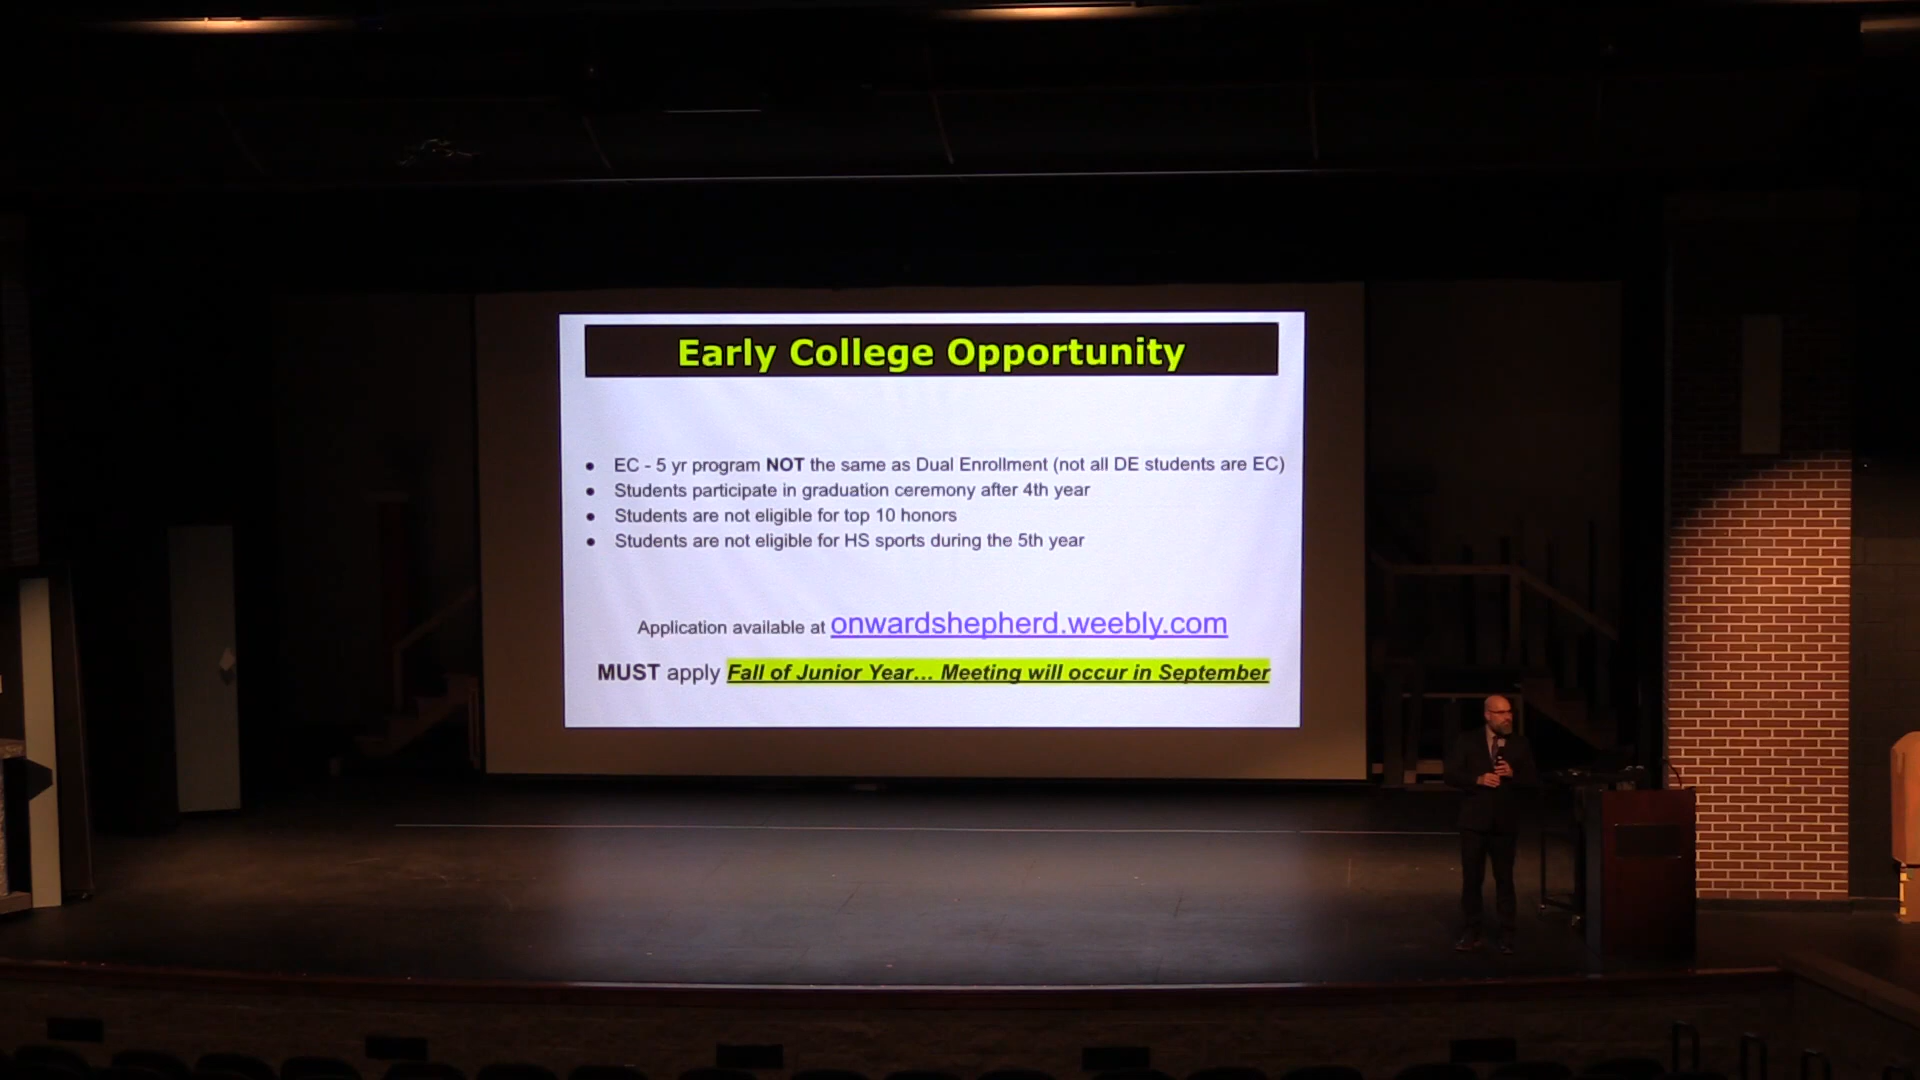 Early College Opportunity
● EC - 5 yr program NOT the same as Dual Enrollment (not all DE students are EC)
● Students participate in graduation ceremony after 4th year
● Students are not eligible for top 10 honors
● Students are not eligible for HS sports during the 5th year
Application available at onwardshepherd.weebly.com
MUST apply Fall of Junior Year... Meeting will occur in September